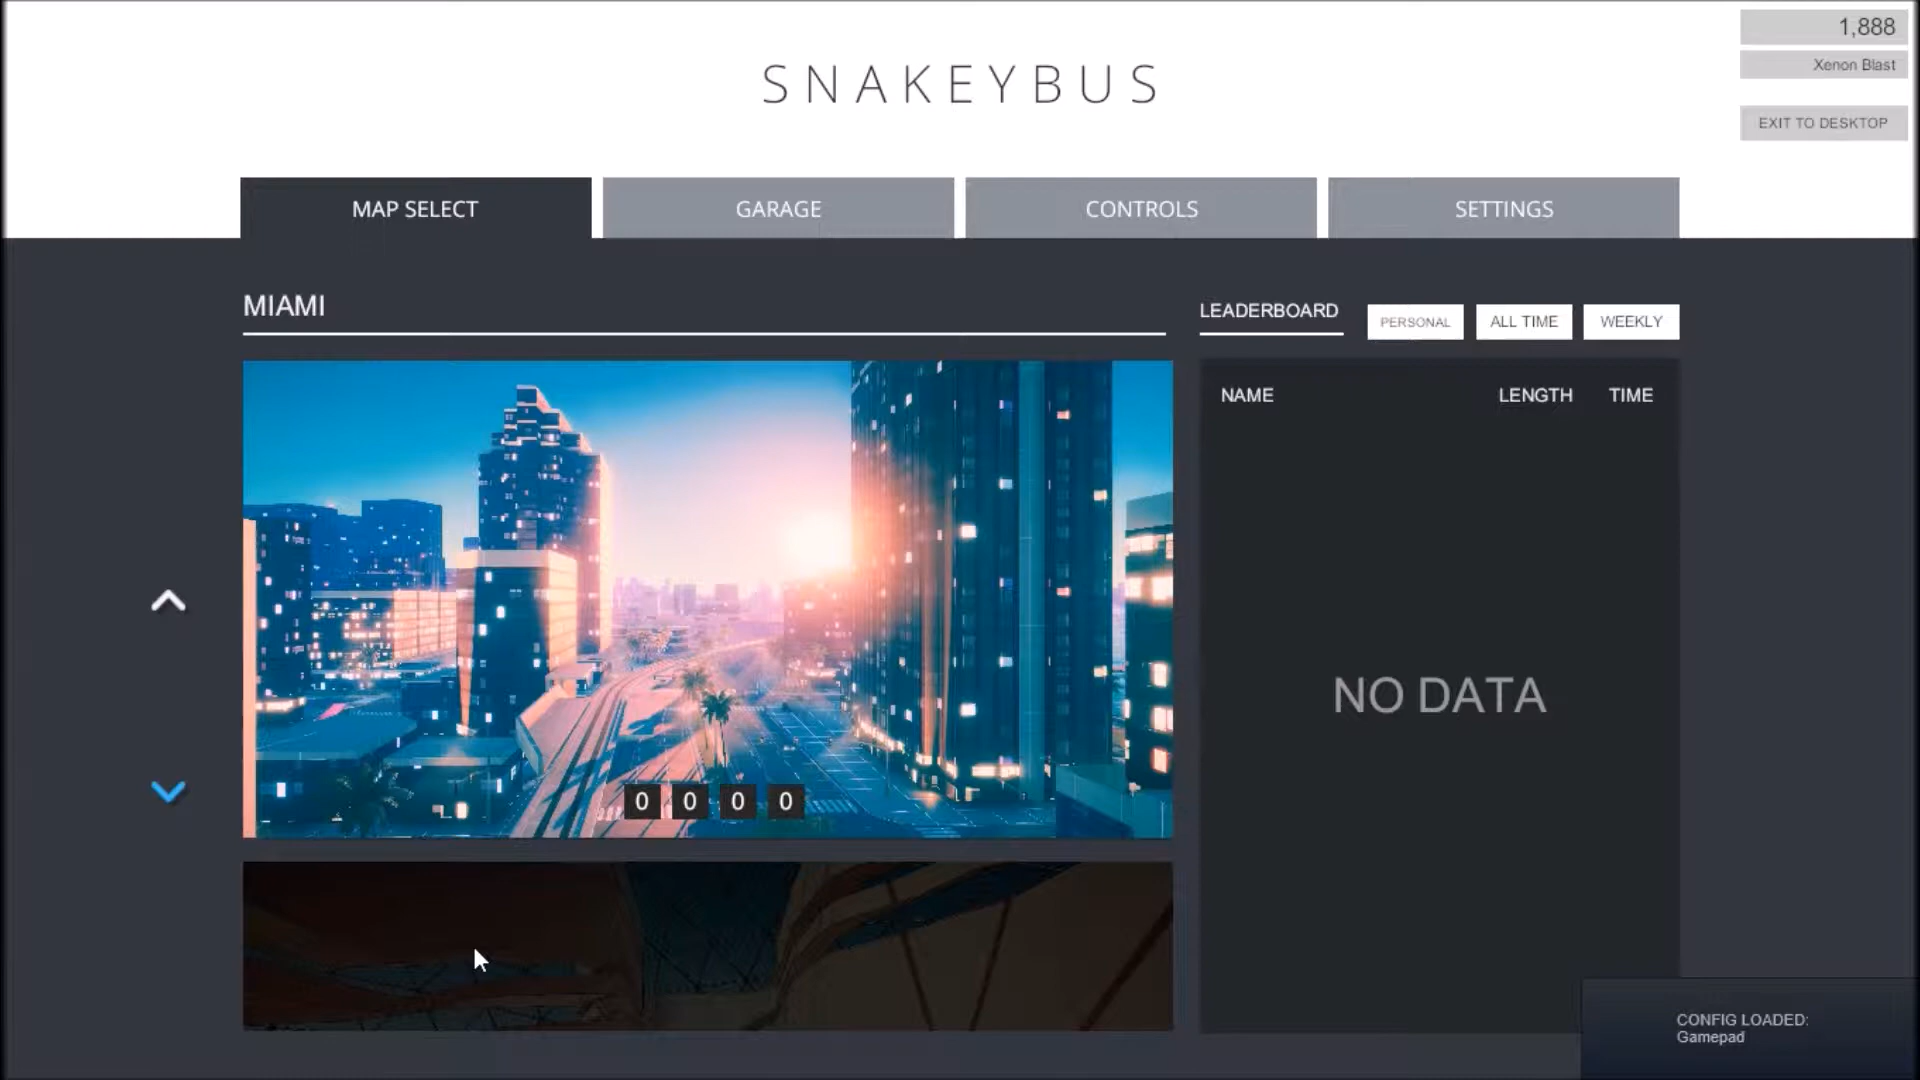 1,888
Xenon Blast
EXIT TO DESKTOP
SNAKEYBUS
MAP SELECT
GARAGE
CONTROLS
SETTINGS
MIAMI
LEADERBOARD
PERSONAL
ALL TIME
WEEKLY
NAME LENGTH TIME
NO DATA
0 0 0 0
CONFIG LOADED:
Gamepad